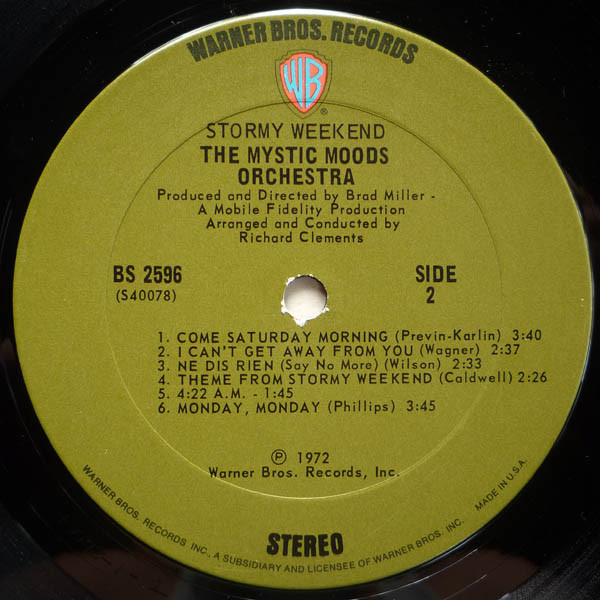 WARNER BROS. RECORDS
WB
®
STORMY WEEKEND
THE MYSTIC MOODS
ORCHESTRA
Produced and Directed by Brad Miller -
A Mobile Fidelity Production
Arranged and Conducted by
Richard Clements
BS 2596
(S40078)
SIDE
2
1. COME SATURDAY MORNING (Previn-Karlin) 3:40
2. I CAN'T GET AWAY FROM YOU (Wagner) 2:37
3. NE DIS RIEN (Say No More) (Wilson) 2:33
4. THEME FROM STORMY WEEKEND (Caldwell) 2:26
5. 4:22 A.M. - 1:45
6. MONDAY, MONDAY (Phillips) 3:45
Ⓟ 1972
Warner Bros. Records, Inc.
STEREO
WARNER BROS. RECORDS INC. A SUBSIDIARY AND LICENSEE OF WARNER BROS. INC. MADE IN U.S.A.